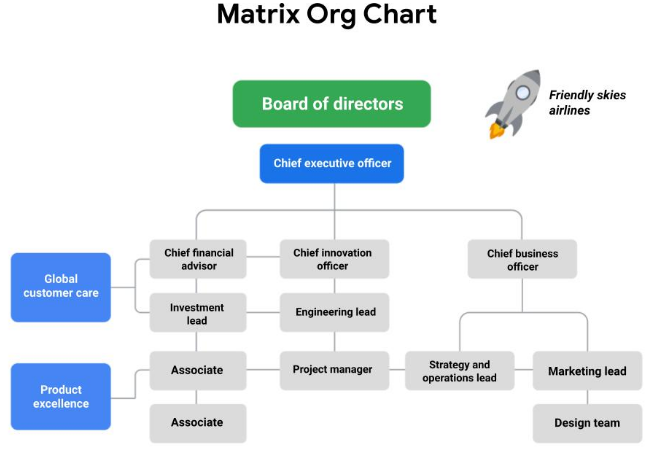 Matrix Org Chart
Friendly skies
airlines
Board of directors
Chief executive officer
Global
customer care
Chief financial
advisor
Chief innovation
officer
Chief business
officer
Investment
lead
Engineering lead
Product
excellence
Associate
Project manager
Strategy and
operations lead
Marketing lead
Associate
Design team